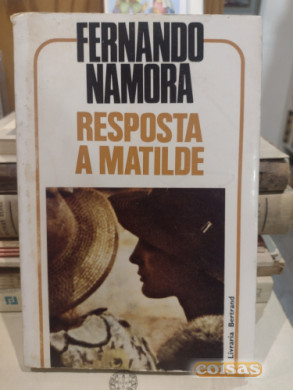 FERNANDO
NAMORA
RESPOSTA
A MATILDE
Livraria Bertrand
coisas